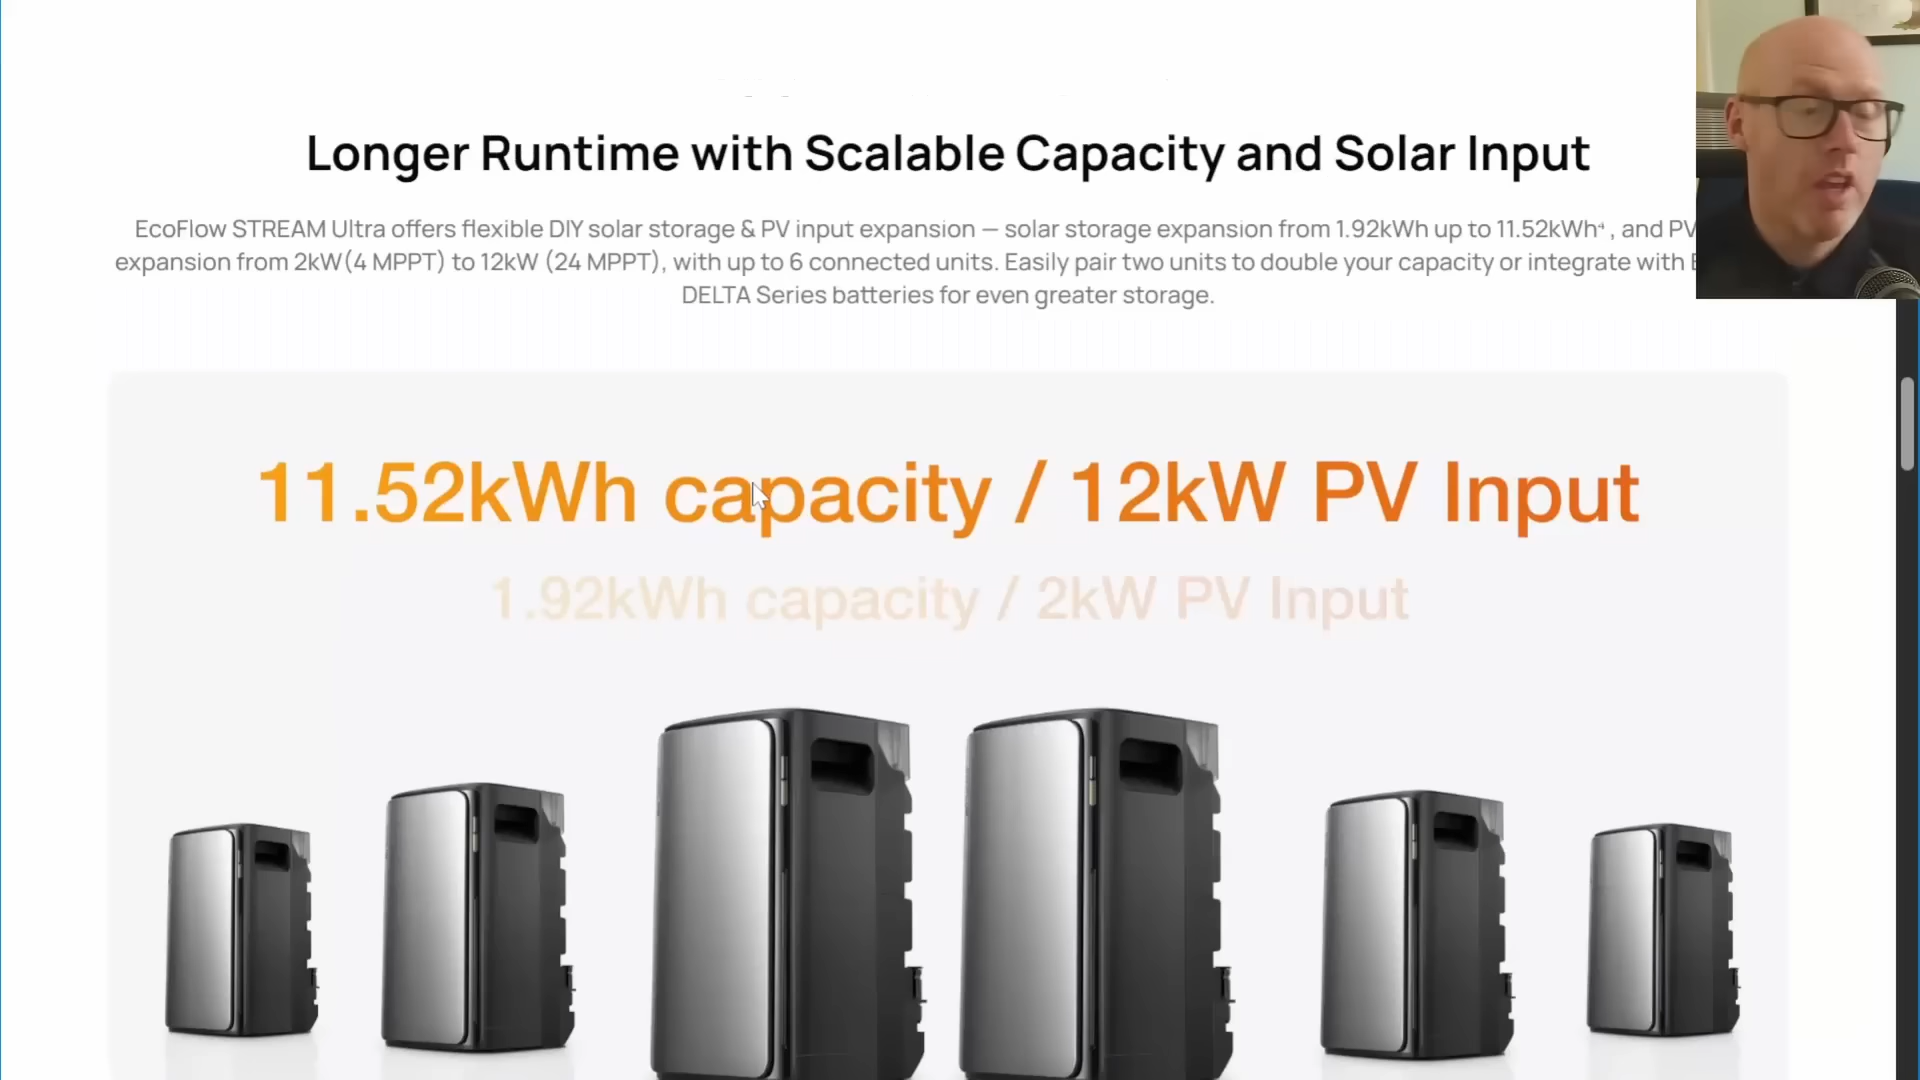 Longer Runtime with Scalable Capacity and Solar Input
EcoFlow STREAM Ultra offers flexible DIY solar storage & PV input expansion — solar storage expansion from 1.92kWh up to 11.52kWh⁴ , and PV
expansion from 2kW(4 MPPT) to 12kW (24 MPPT), with up to 6 connected units. Easily pair two units to double your capacity or integrate with
DELTA Series batteries for even greater storage.
11.52kWh capacity / 12kW PV Input
1.92kWh capacity / 2kW PV Input